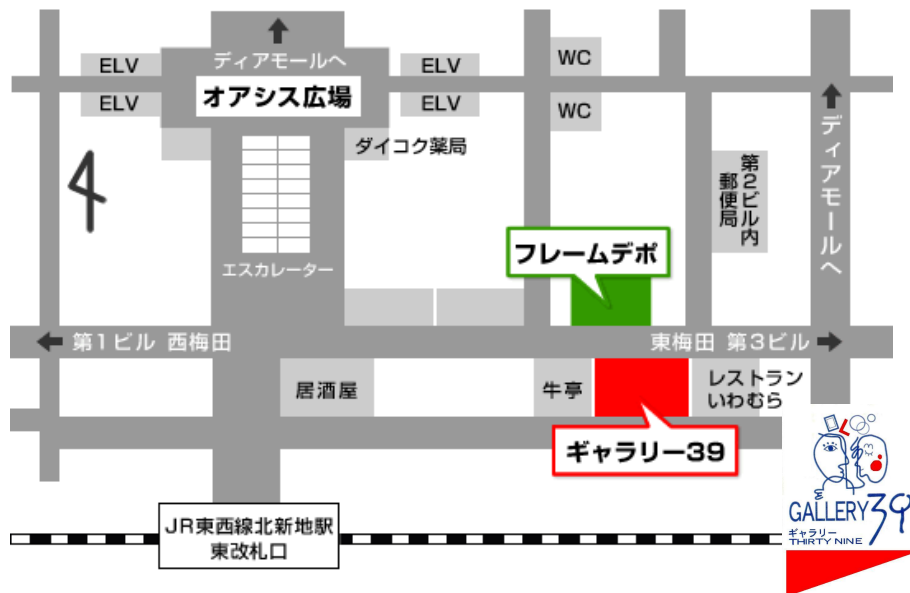 ディアモールへ
ELV
ELV
WC
オアシス広場
ELV
ELV
WC
ダイコク薬局
ディアモールへ
第2ビル内
郵便局
フレームデポ
エスカレーター
第1ビル 西梅田
東梅田 第3ビル
居酒屋
牛亭
レストラン
いわむら
ギャラリー39
GALLERY 39
ギャラリー
THIRTY NINE
JR東西線北新地駅
東改札口